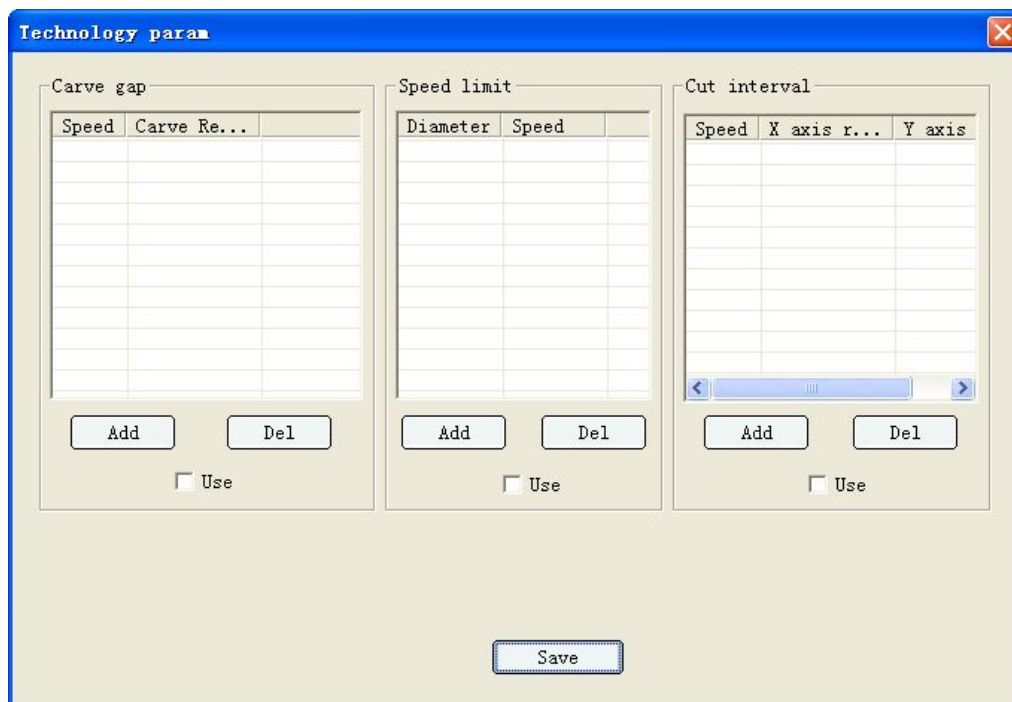 Technology param
Carve gap
Speed Carve Re...
Add Del
Use
Speed limit
Diameter Speed
Add Del
Use
Cut interval
Speed X axis r... Y axis
Add Del
Use
Save